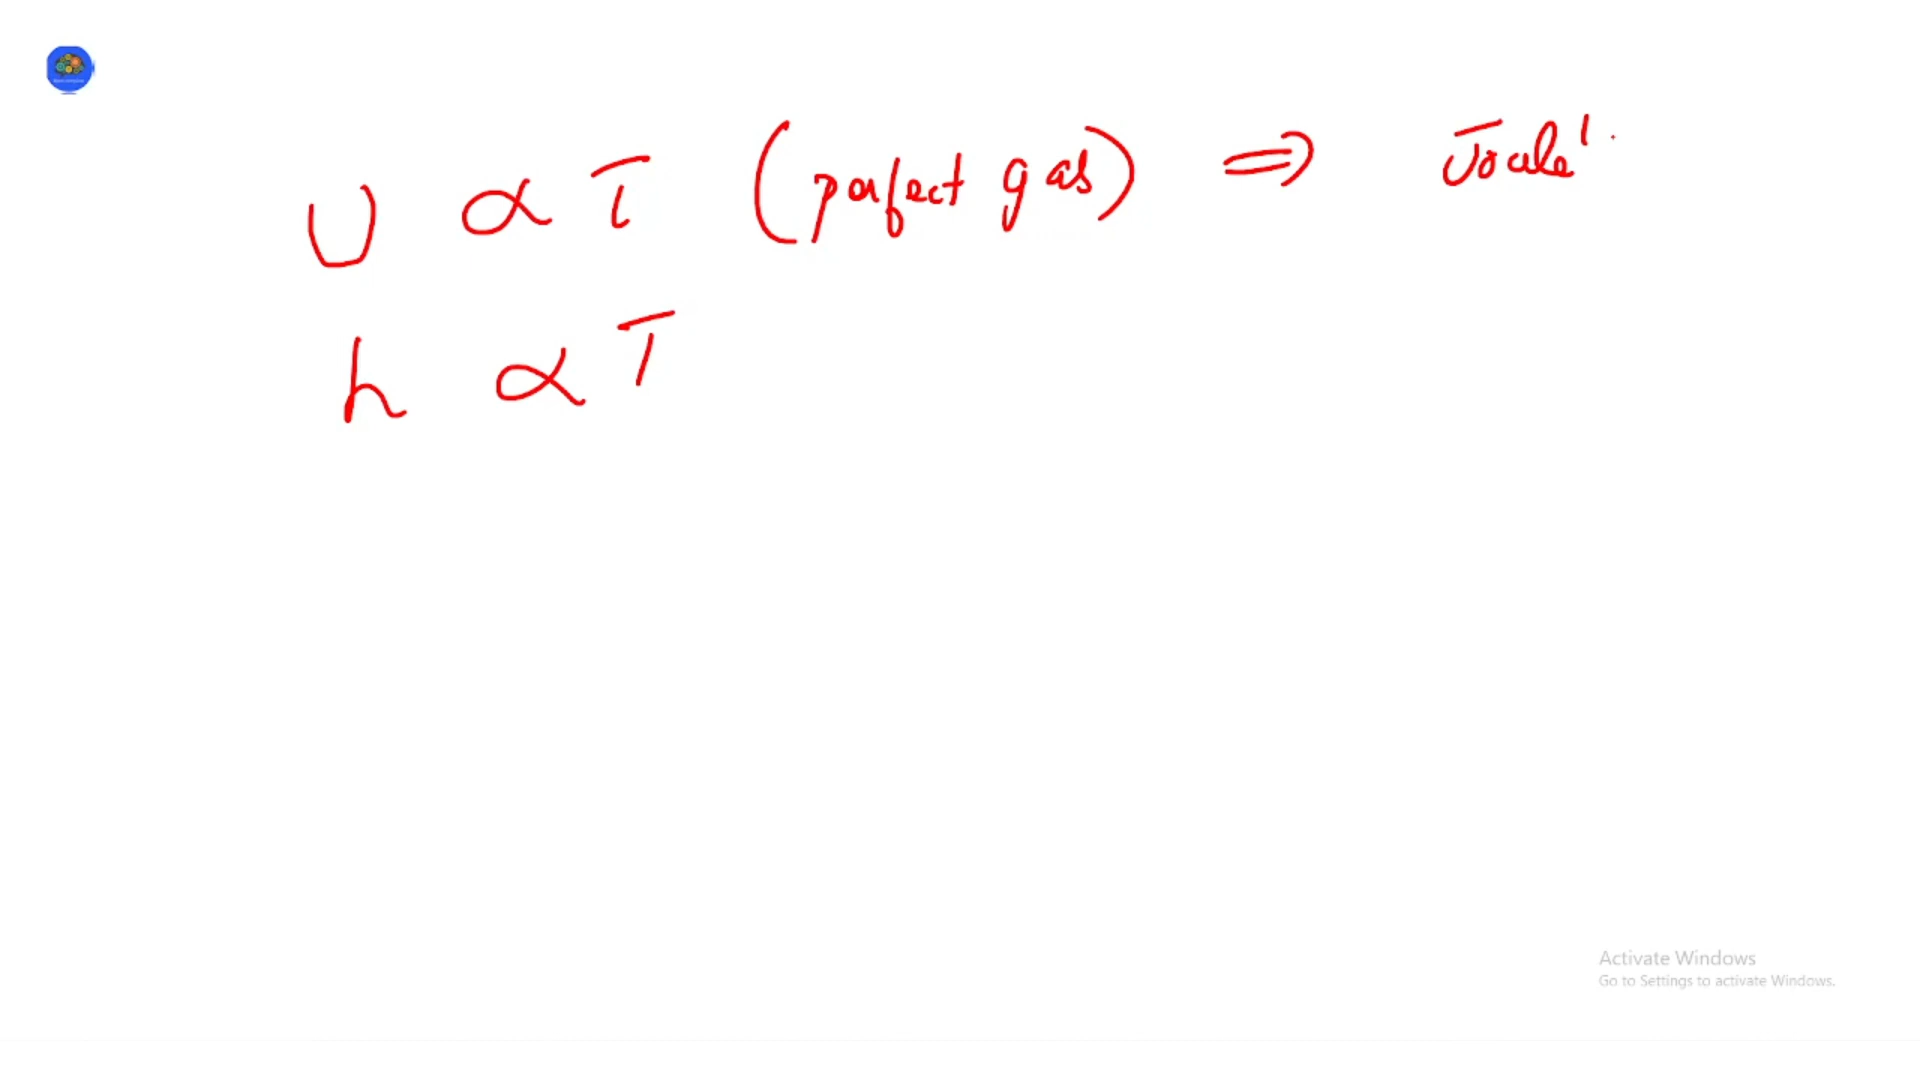 U ∝ T (perfect gas) ⇒ Joule'
h ∝ T
Activate Windows
Go to Settings to activate Windows.